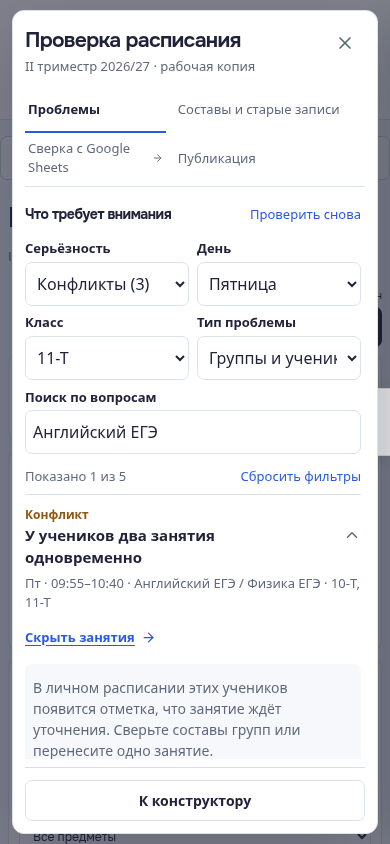 Проверка расписания
II триместр 2026/27 · рабочая копия
Проблемы
Составы и старые записи
Сверка с Google Sheets →
Публикация
Что требует внимания
Проверить снова
Серьёзность
День
Конфликты (3)
Пятница
Класс
Тип проблемы
11-Т
Группы и учени
Поиск по вопросам
Английский ЕГЭ
Показано 1 из 5
Сбросить фильтры
Конфликт
У учеников два занятия
одновременно
Пт · 09:55–10:40 · Английский ЕГЭ / Физика ЕГЭ · 10-Т,
11-Т
Скрыть занятия →
В личном расписании этих учеников
появится отметка, что занятие ждёт
уточнения. Сверьте составы групп или
перенесите одно занятие.
К конструктору
Все предметы